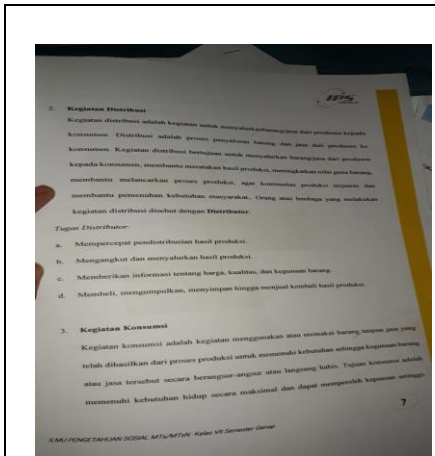 IPS
2. Kegiatan Distribusi
Kegiatan distribusi adalah kegiatan untuk menyalurkan barang/jasa dari produsen kepada
konsumen. Distribusi adalah proses penyaluran barang dan jasa dari produsen ke
konsumen. Kegiatan distribusi bertujuan untuk menyalurkan barang/jasa dari produsen
kepada konsumen, membantu meratakan hasil produksi, meningkatkan nilai guna barang,
membantu melancarkan proses produksi, agar kontinuitas produksi terjamin dan
membantu pemenuhan kebutuhan masyarakat,. Orang atau lembaga yang melakukan
kegiatan distribusi disebut dengan Distributor.
Tugas Distributor:
a. Mempercepat pendistribusian hasil produksi.
b. Mengangkut dan menyalurkan hasil produksi.
c. Memberikan informasi tentang harga, kualitas, dan kegunaan barang.
d. Membeli, mengumpulkan, menyimpan hingga menjual kembali hasil produksi.
3. Kegiatan Konsumsi
Kegiatan konsumsi adalah kegiatan menggunakan atau memakai barang taupun jasa yang
telah dihasilkan dari proses produksi untuk memenuhi kebutuhan sehingga kegunaan barang
atau jasa tersebut secara berangsur-angsur atau langsung habis. Tujuan konsumsi adalah
memenuhi kebutuhan hidup secara maksimal dan dapat memperoleh kepuasan setinggi-
7
ILMU PENGETAHUAN SOSIAL MTs/MTsN Kelas VII Semester Genap